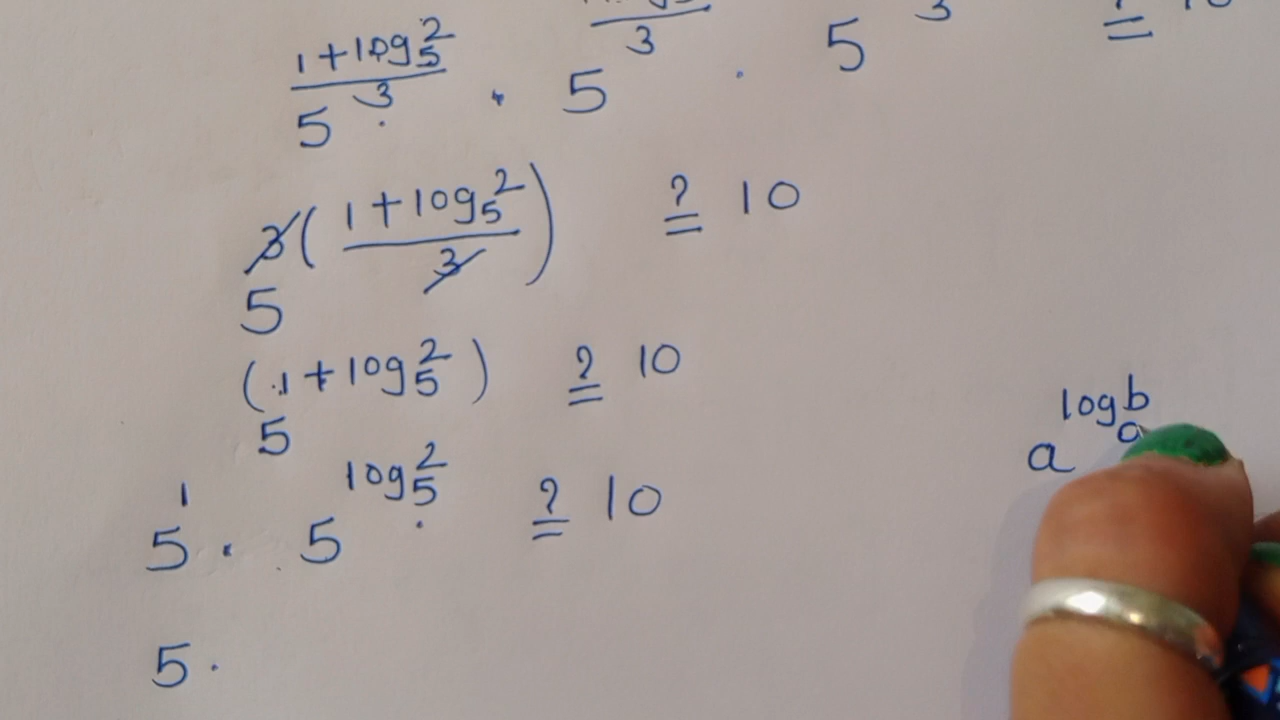 5^((1+log_5 2)/3) . 5^(/3) . 5^(3) ?= 10
5^(3((1+log_5 2)/3)) ?= 10
5^((1+log_5 2)) ?= 10
5^1 . 5^(log_5 2) ?= 10
a^(log_a b)
5 .